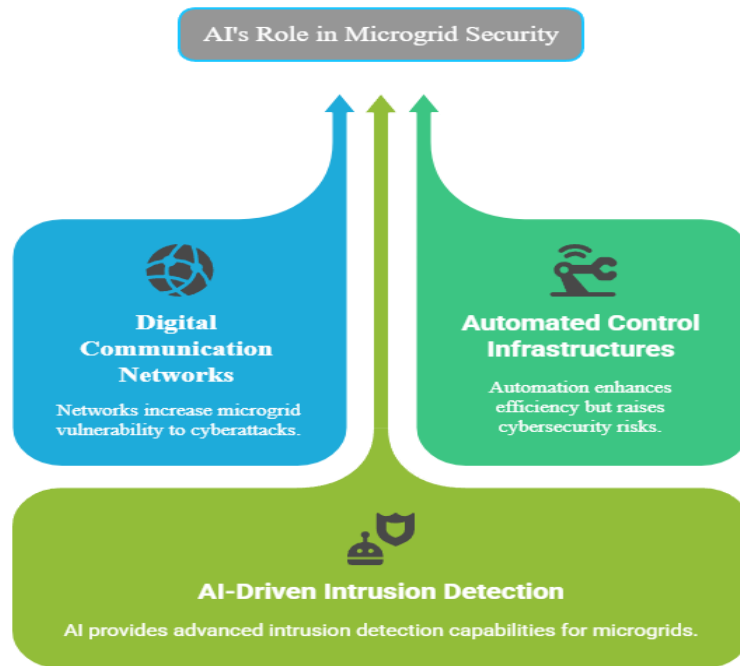 AI's Role in Microgrid Security
Digital
Communication
Networks
Networks increase microgrid
vulnerability to cyberattacks.
Automated Control
Infrastructures
Automation enhances
efficiency but raises
cybersecurity risks.
AI-Driven Intrusion Detection
AI provides advanced intrusion detection capabilities for microgrids.